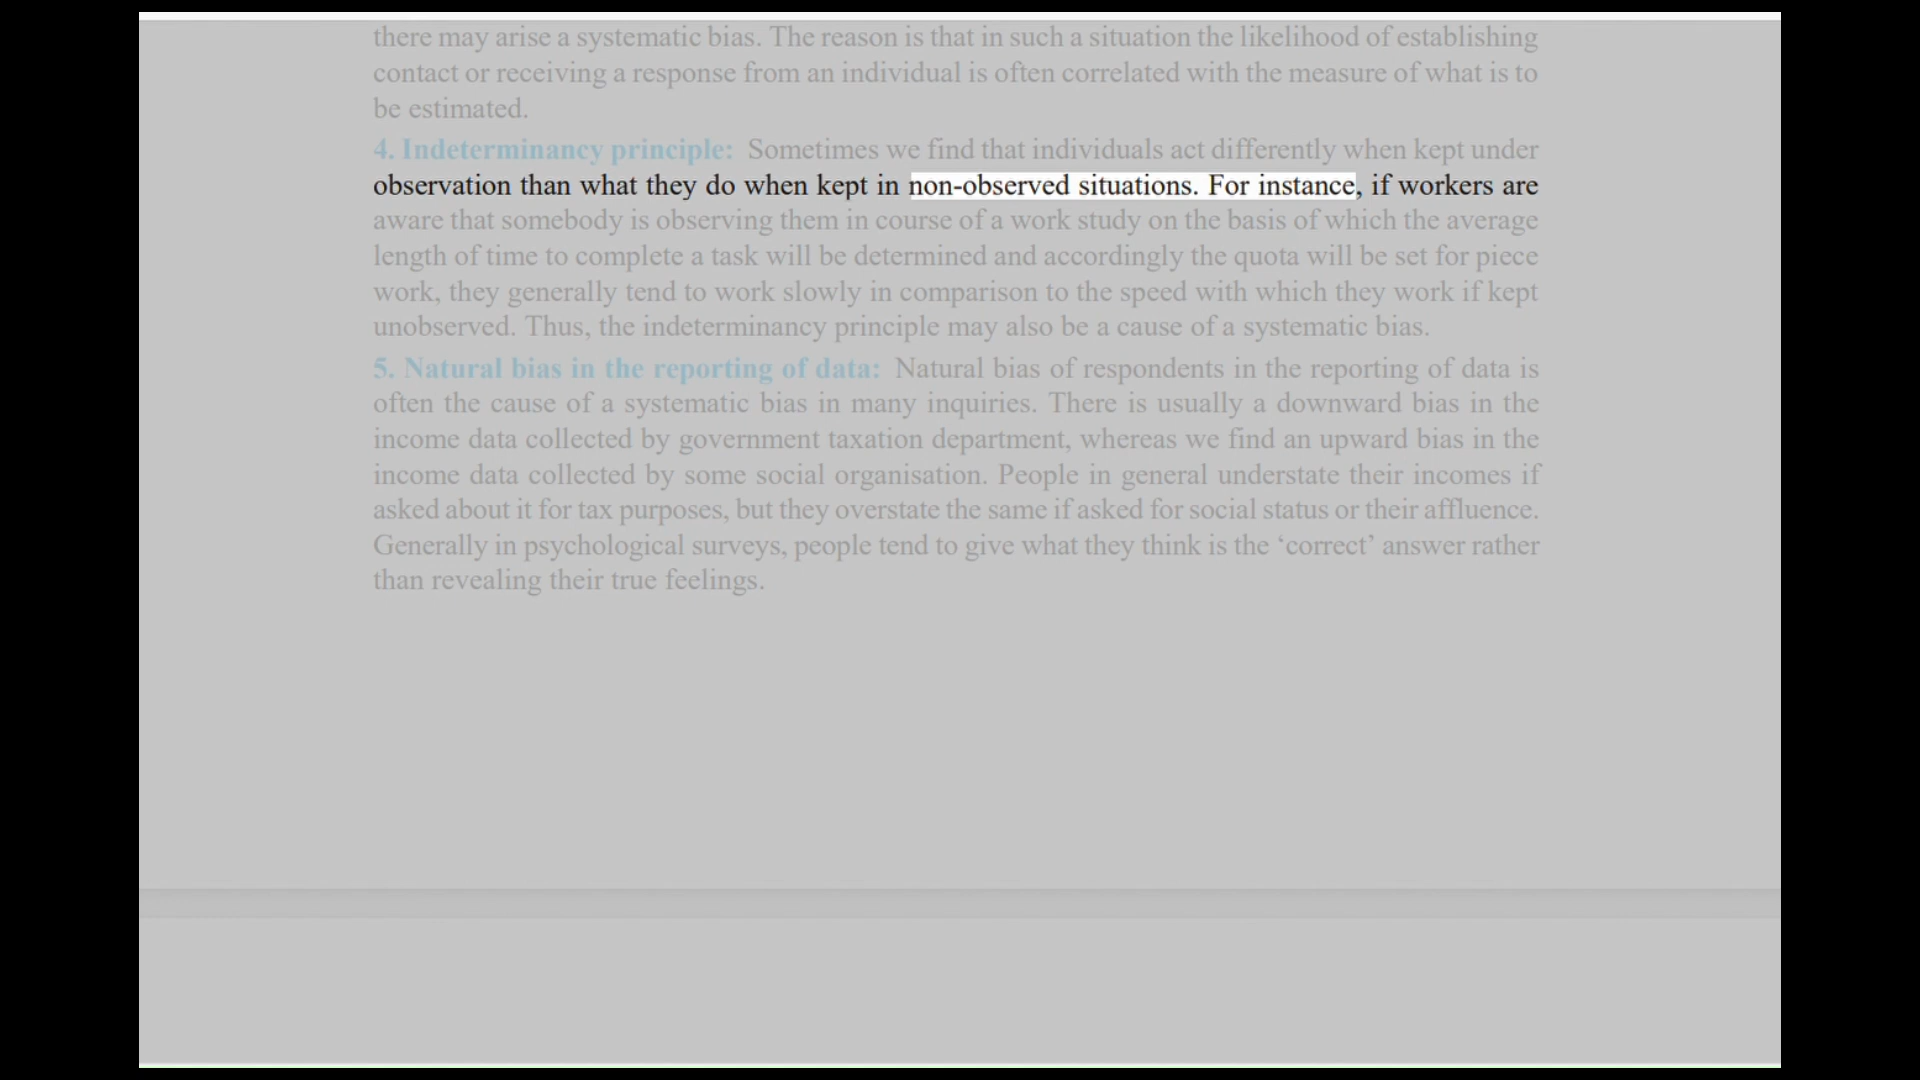 there may arise a systematic bias. The reason is that in such a situation the likelihood of establishing
contact or receiving a response from an individual is often correlated with the measure of what is to
be estimated.
4. Indeterminancy principle: Sometimes we find that individuals act differently when kept under
observation than what they do when kept in non-observed situations. For instance, if workers are
aware that somebody is observing them in course of a work study on the basis of which the average
length of time to complete a task will be determined and accordingly the quota will be set for piece
work, they generally tend to work slowly in comparison to the speed with which they work if kept
unobserved. Thus, the indeterminancy principle may also be a cause of a systematic bias.
5. Natural bias in the reporting of data: Natural bias of respondents in the reporting of data is
often the cause of a systematic bias in many inquiries. There is usually a downward bias in the
income data collected by government taxation department, whereas we find an upward bias in the
income data collected by some social organisation. People in general understate their incomes if
asked about it for tax purposes, but they overstate the same if asked for social status or their affluence.
Generally in psychological surveys, people tend to give what they think is the ‘correct’ answer rather
than revealing their true feelings.